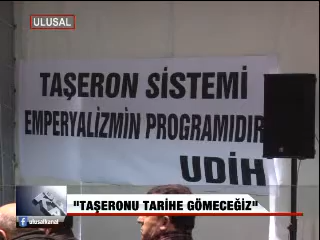 ULUSAL
TAŞERON SİSTEMİ
EMPERYALİZMİN PROGRAMIDIR
UDİH
"TAŞERONU TARİHE GÖMECEĞİZ"
ulusalkanal